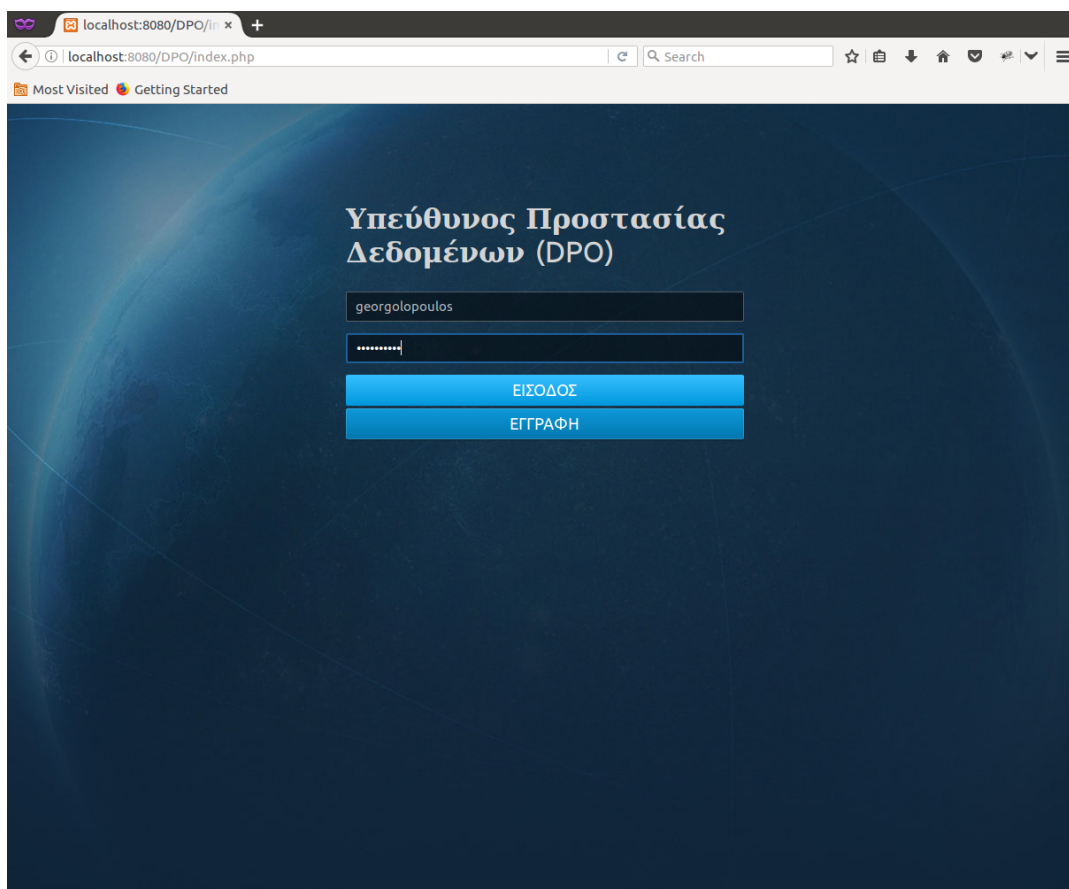 localhost:8080/DPO/in
localhost:8080/DPO/index.php
Search
Most Visited
Getting Started
Υπεύθυνος Προστασίας
Δεδομένων (DPO)
georgolopoulos
••••••••••
ΕΙΣΟΔΟΣ
ΕΓΓΡΑΦΗ